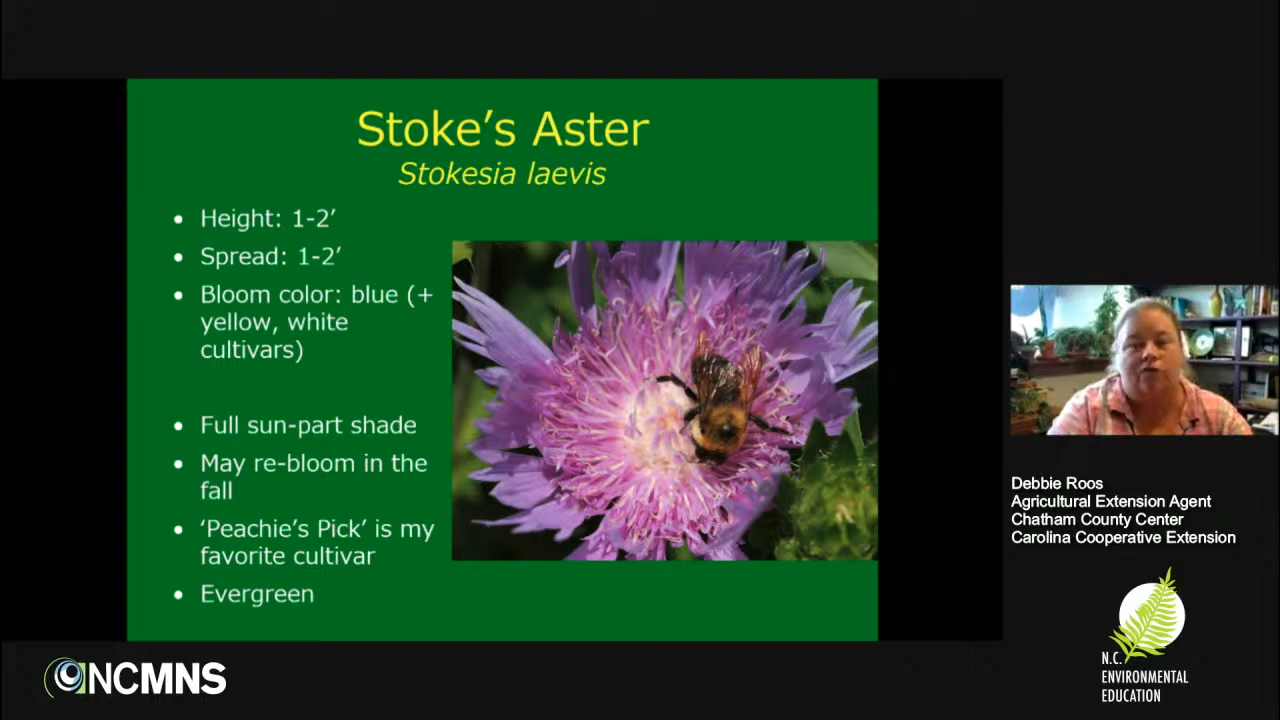 Stoke's Aster
Stokesia laevis
• Height: 1-2'
• Spread: 1-2'
• Bloom color: blue (+
yellow, white
cultivars)
• Full sun-part shade
• May re-bloom in the
fall
• 'Peachie's Pick' is my
favorite cultivar
• Evergreen
Debbie Roos
Agricultural Extension Agent
Chatham County Center
Carolina Cooperative Extension
NCMNS
N.C.
ENVIRONMENTAL
EDUCATION